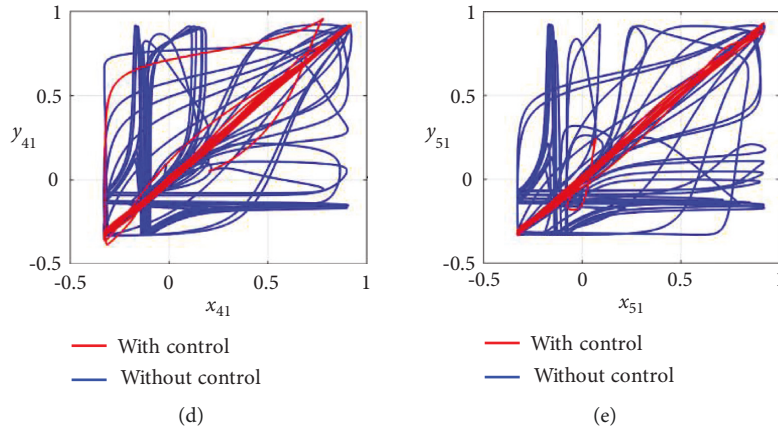 1
1
0.5
0.5
y41
y51
0
0
-0.5
-0.5
-0.5 0 0.5 1
-0.5 0 0.5 1
x41
x51
With control
With control
Without control
Without control
(d)
(e)